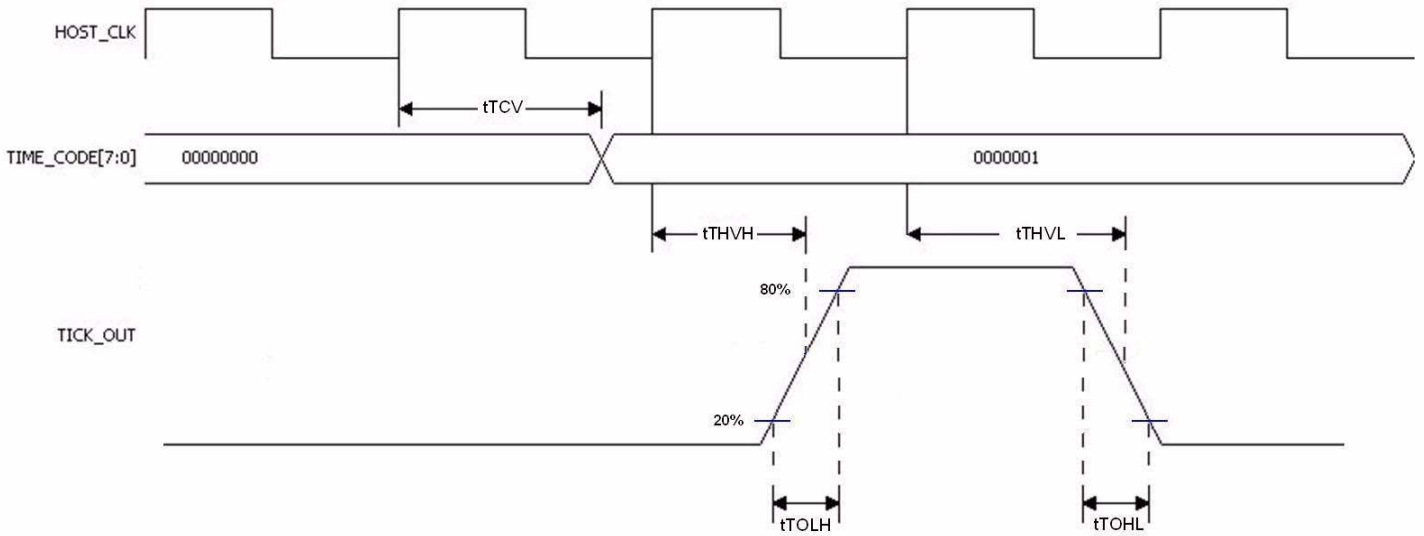 HOST_CLK
tTCV
TIME_CODE[7:0]
00000000
0000001
tTHVH
tTHVL
80%
TICK_OUT
20%
tTOLH
tTOHL